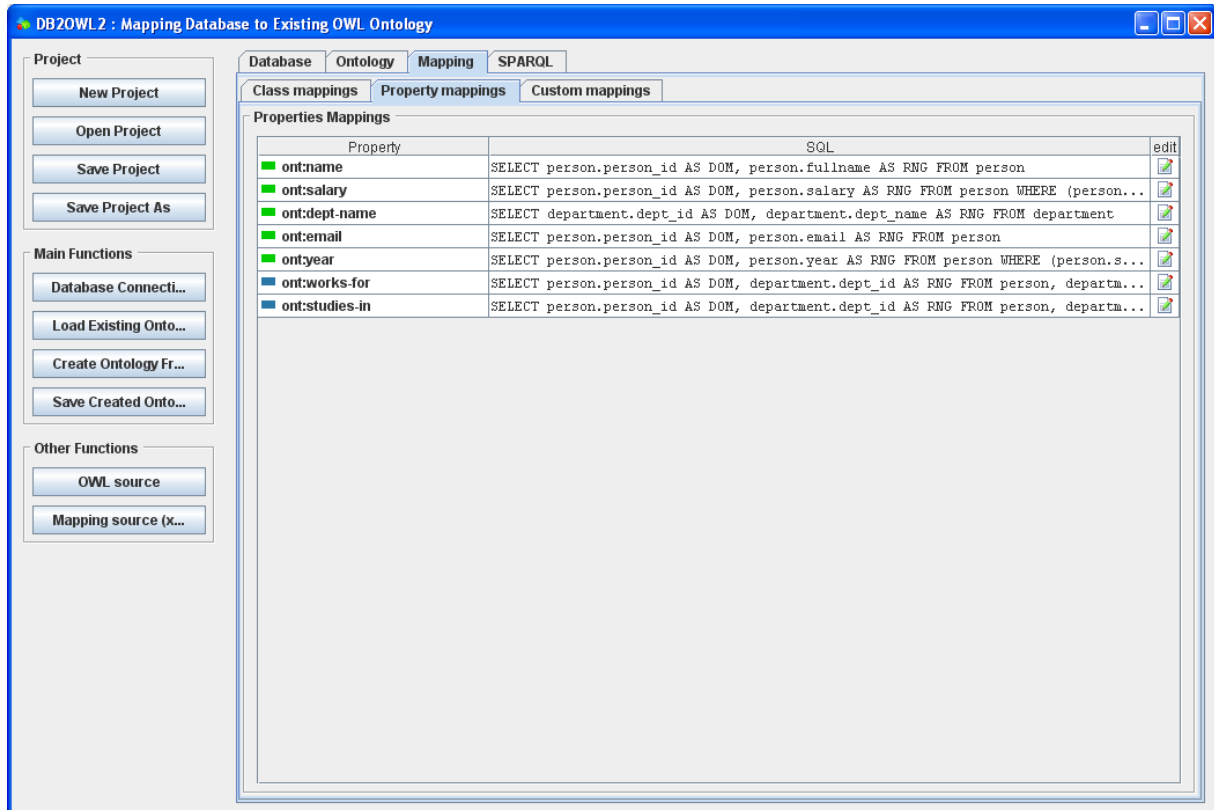 DB2OWL2 : Mapping Database to Existing OWL Ontology
Project
New Project
Open Project
Save Project
Save Project As
Main Functions
Database Connecti...
Load Existing Onto...
Create Ontology Fr...
Save Created Onto...
Other Functions
OWL source
Mapping source (x...
Database Ontology Mapping SPARQL
Class mappings Property mappings Custom mappings
Properties Mappings
Property SQL edit
ont:name SELECT person.person_id AS DOM, person.fullname AS RNG FROM person
ont:salary SELECT person.person_id AS DOM, person.salary AS RNG FROM person WHERE (person...
ont:dept-name SELECT department.dept_id AS DOM, department.dept_name AS RNG FROM department
ont:email SELECT person.person_id AS DOM, person.email AS RNG FROM person
ont:year SELECT person.person_id AS DOM, person.year AS RNG FROM person WHERE (person.s...
ont:works-for SELECT person.person_id AS DOM, department.dept_id AS RNG FROM person, departm...
ont:studies-in SELECT person.person_id AS DOM, department.dept_id AS RNG FROM person, departm...